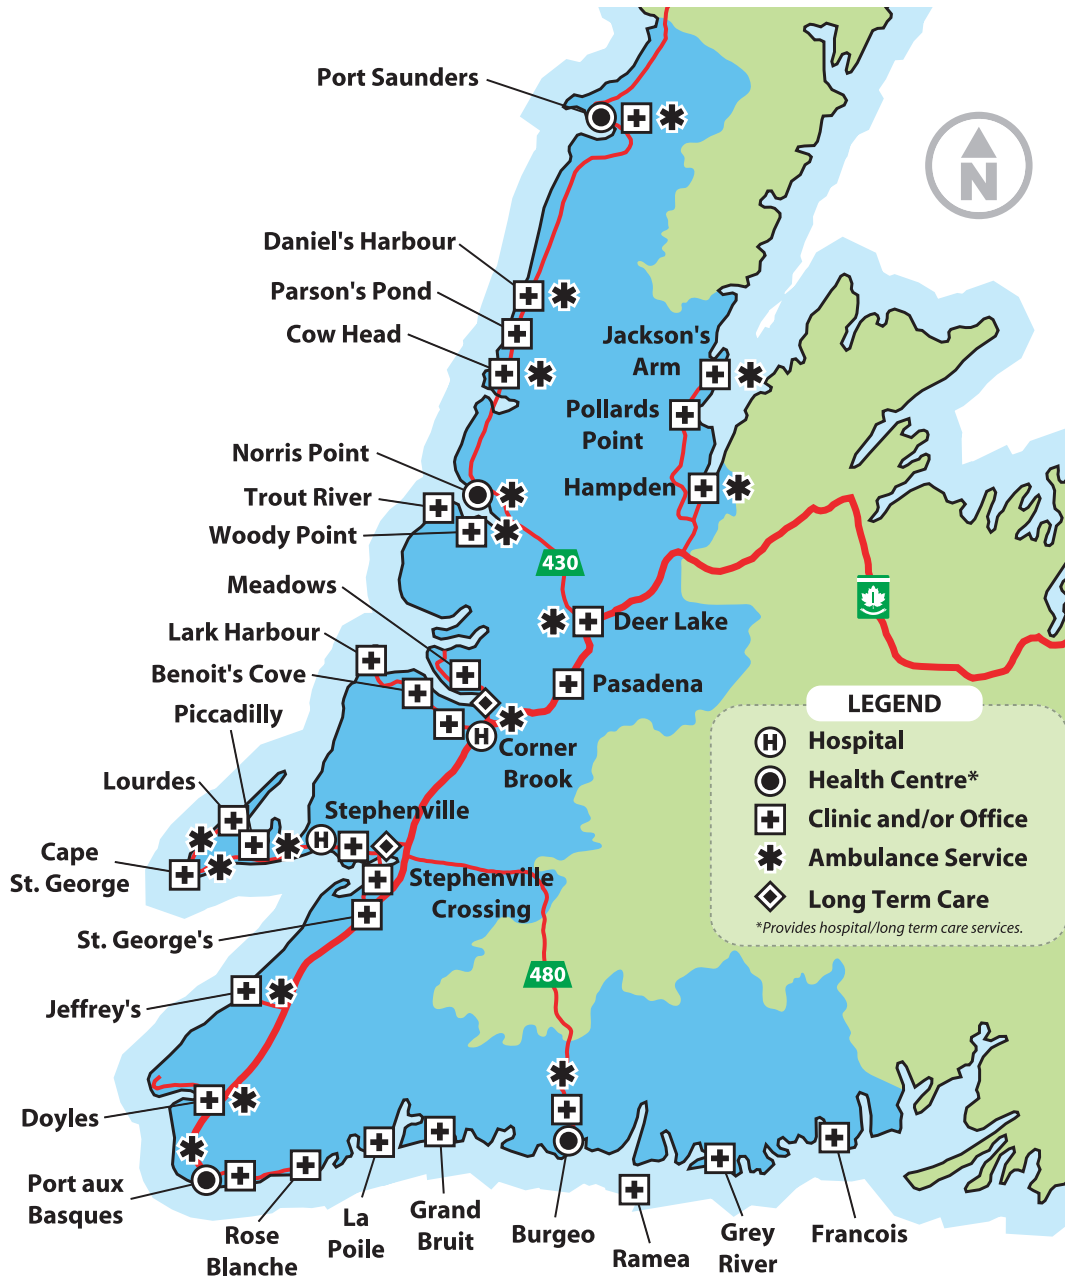 Port Saunders
N
Daniel's Harbour
Parson's Pond
Cow Head
Jackson's
Arm
Pollards
Point
Norris Point
Hampden
Trout River
Woody Point
430
Meadows
Deer Lake
Lark Harbour
Benoit's Cove
Pasadena
Piccadilly
H
Corner
Brook
Lourdes
Stephenville
H
Cape
St. George
Stephenville
Crossing
St. George's
480
Jeffrey's
Doyles
Port aux
Basques
Rose
Blanche
La
Poile
Grand
Bruit
Burgeo
Ramea
Grey
River
Francois
1
LEGEND
H Hospital
Health Centre*
Clinic and/or Office
Ambulance Service
Long Term Care
*Provides hospital/long term care services.